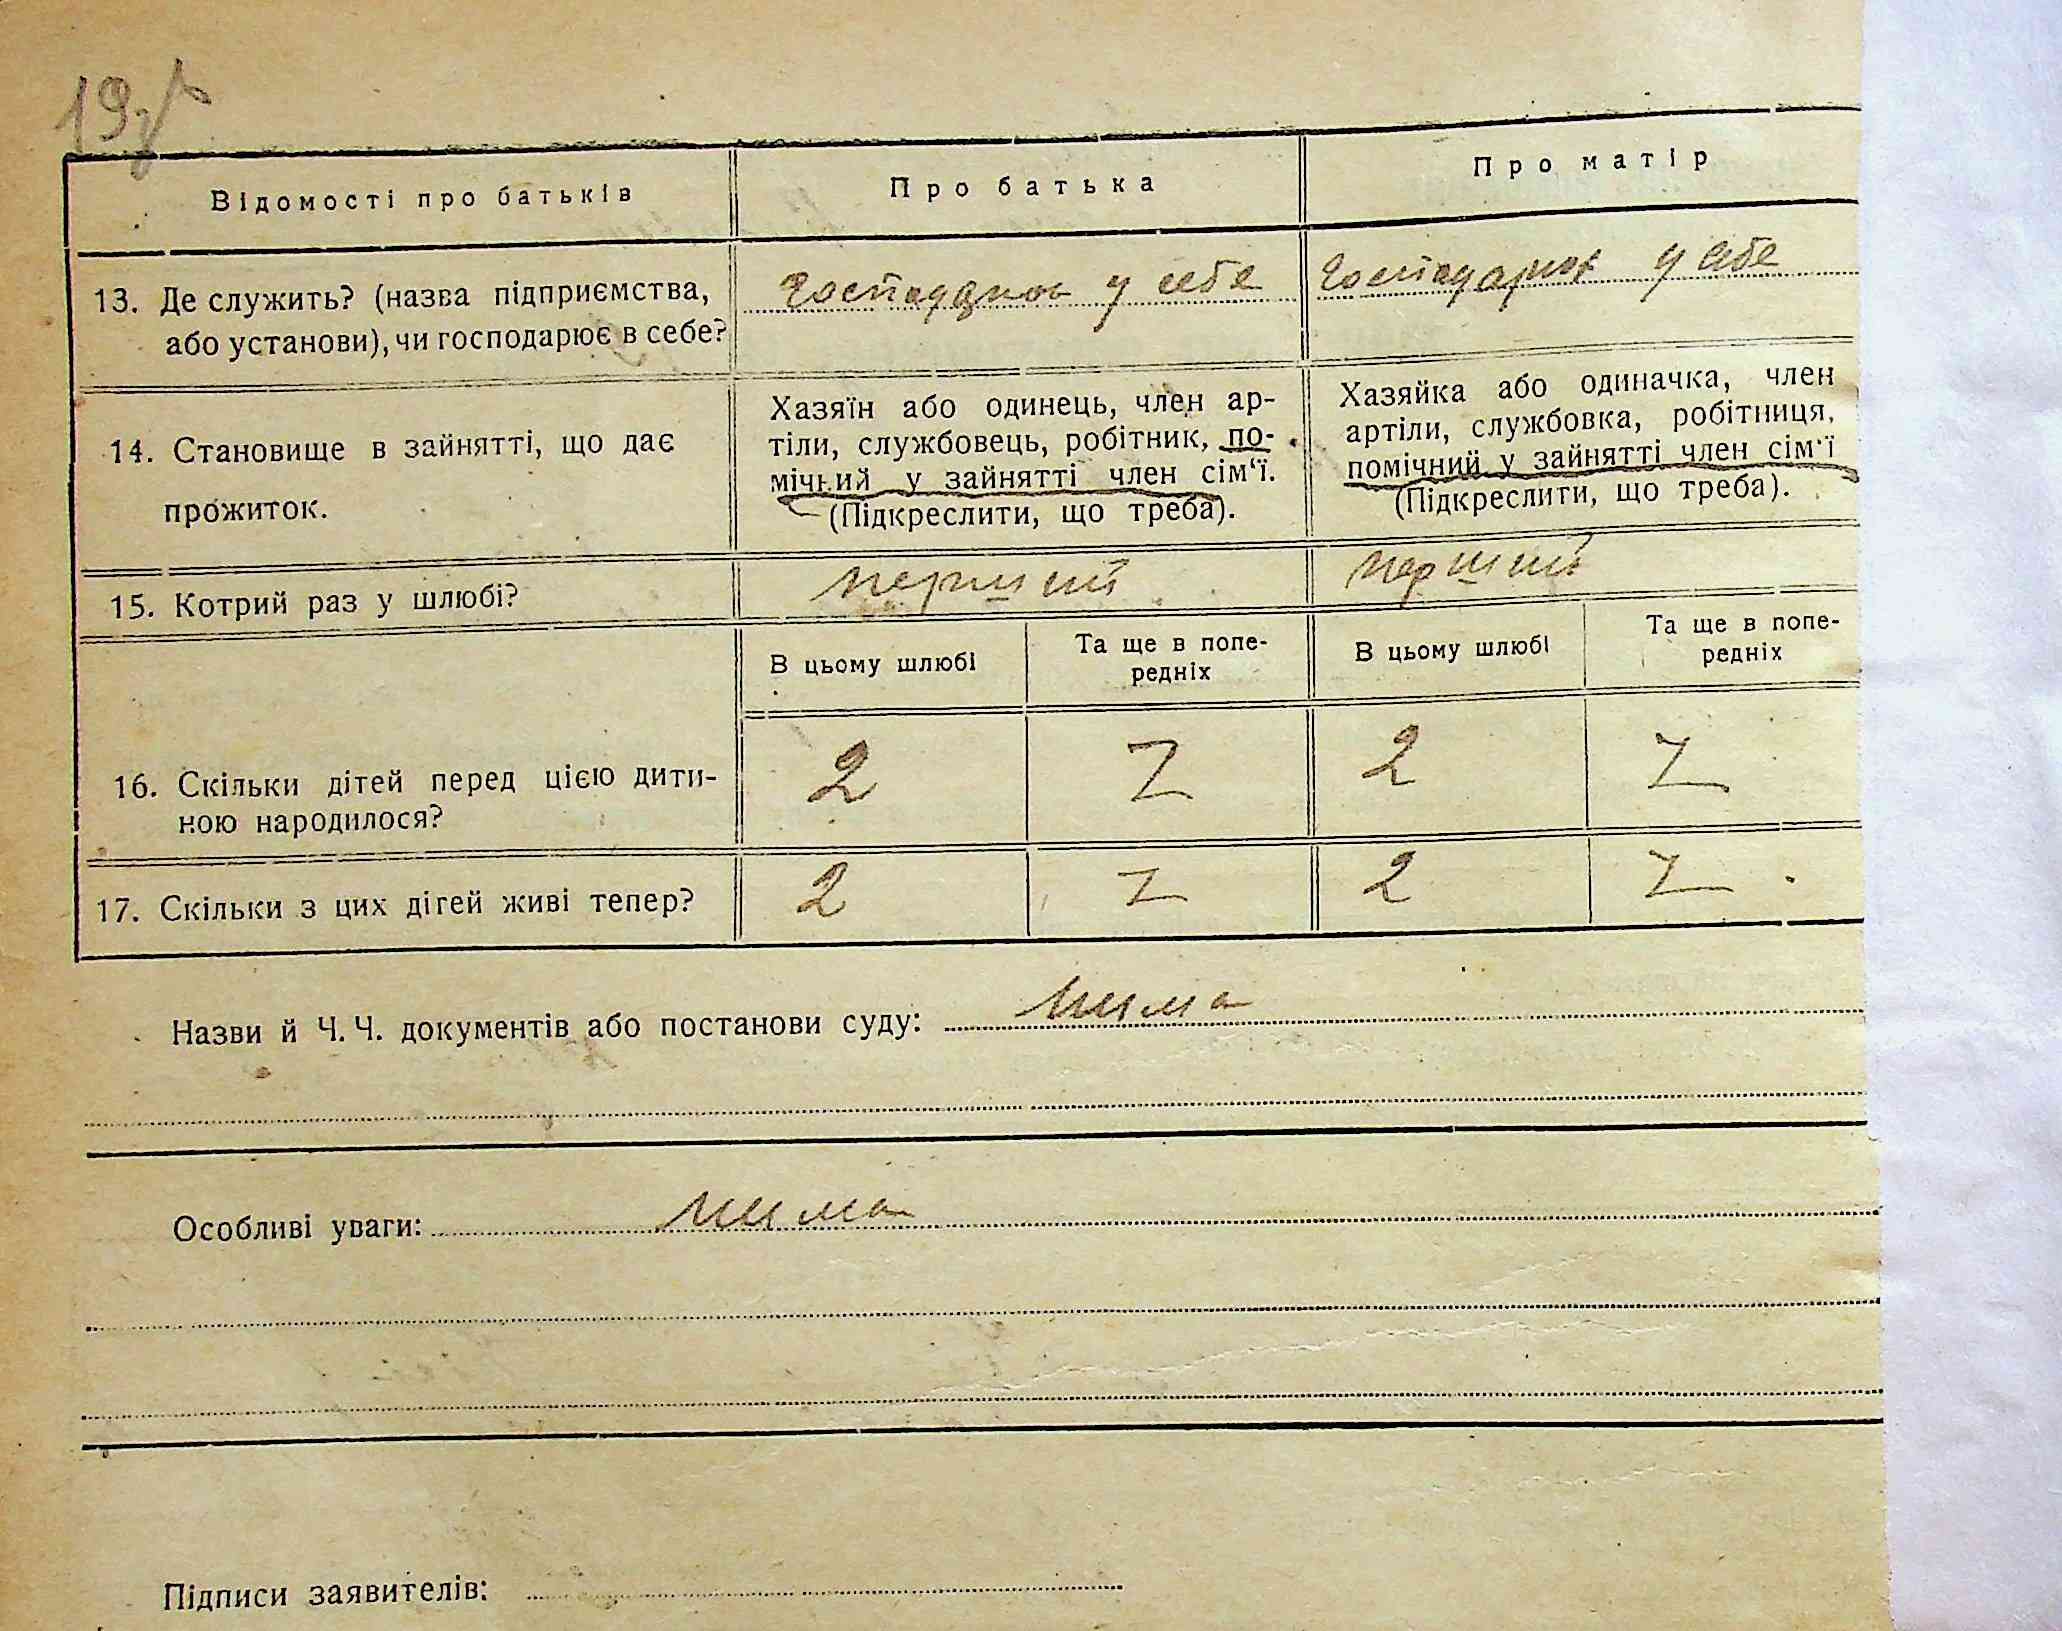 Відомості про батьків
Про батька
Про матір
13. Де служить? (назва підприємства,
або установи), чи господарює в себе?
у себе
у себе
14. Становище в зайнятті, що дає
прожиток.
Хазяїн або одинець, член ар-
тіли, службовець, робітник, по-
мічний у зайнятті член сім'ї.
(Підкреслити, що треба).
Хазяйка або одиначка, член
артіли, службовка, робітниця,
помічний у зайнятті член сім'ї
(Підкреслити, що треба).
15. Котрий раз у шлюбі?
перший
перший
В цьому шлюбі
Та ще в попе-
редніх
В цьому шлюбі
Та ще в попе-
редніх
16. Скільки дітей перед цією дити-
ною народилося?
2
2
17. Скільки з цих дітей живі тепер?
2
2
Назви й Ч. Ч. документів або постанови суду: нима
Особливі уваги: нима
Підписи заявителів: